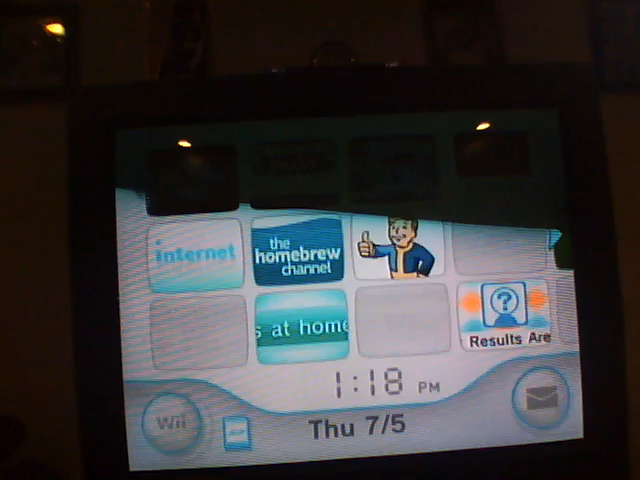 internet
the
homebrew
channel
s at home
Results Are
1:18 PM
Wii
Thu 7/5